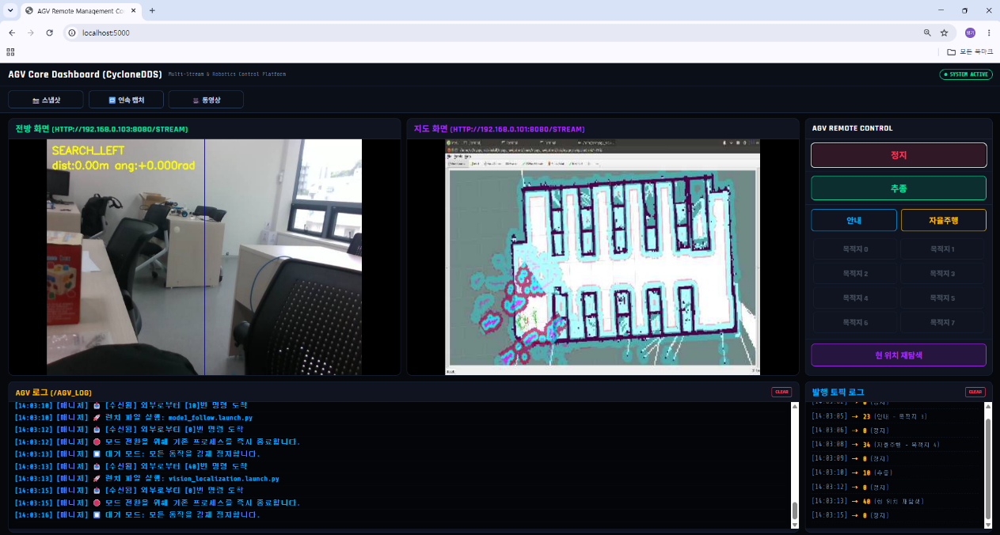 AGV Remote Management Co
localhost:5000
모든 북마크
AGV Core Dashboard (CycloneDDS) Multi-Stream & Robotics Control Platform
SYSTEM ACTIVE
스냅샷
연속 캡처
동영상
전방 화면 (HTTP://192.168.0.103:8080/STREAM)
SEARCH_LEFT
dist:0.00m ang:+0.000rad
지도 화면 (HTTP://192.168.0.101:8080/STREAM)
AGV REMOTE CONTROL
정지
추종
안내 자율주행
목적지 0 목적지 1
목적지 2 목적지 3
목적지 4 목적지 5
목적지 6 목적지 7
현 위치 재탐색
AGV 로그 (/AGV_LOG)
CLEAR
[14:03:10] [매니저] [수신됨] 외부로부터 [10]번 명령 도착
[14:03:10] [매니저] 🚀 런치 파일 실행: mode1_follow.launch.py
[14:03:12] [매니저] [수신됨] 외부로부터 [0]번 명령 도착
[14:03:12] [매니저] 모드 전환을 위해 기존 프로세스를 즉시 종료합니다.
[14:03:13] [매니저] 대기 모드: 모든 동작을 강제 정지합니다.
[14:03:13] [매니저] [수신됨] 외부로부터 [40]번 명령 도착
[14:03:13] [매니저] 🚀 런치 파일 실행: vision_localization.launch.py
[14:03:15] [매니저] [수신됨] 외부로부터 [0]번 명령 도착
[14:03:15] [매니저] 모드 전환을 위해 기존 프로세스를 즉시 종료합니다.
[14:03:16] [매니저] 대기 모드: 모든 동작을 강제 정지합니다.
발행 토픽 로그
CLEAR
[14:03:05] → 23 (안내 - 목적지 3)
[14:03:06] → 0 (정지)
[14:03:08] → 34 (자율주행 - 목적지 4)
[14:03:09] → 0 (정지)
[14:03:10] → 10 (추종)
[14:03:12] → 0 (정지)
[14:03:13] → 40 (현 위치 재탐색)
[14:03:15] → 0 (정지)